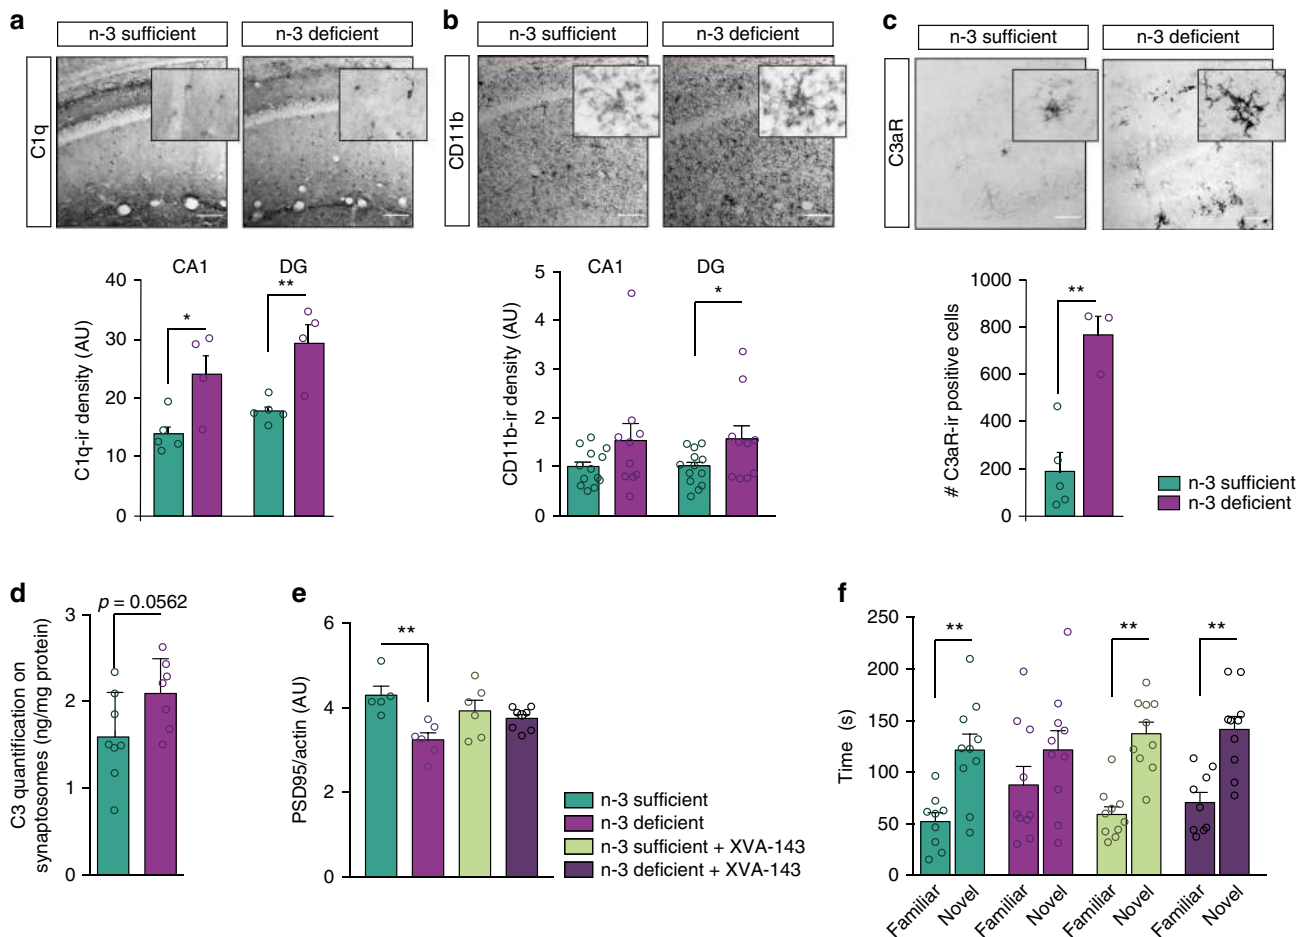 a
n-3 sufficient
n-3 deficient
C1q
CA1
DG
C1q-ir density (AU)
40
30
20
10
0
*
**
b
n-3 sufficient
n-3 deficient
CD11b
CA1
DG
CD11b-ir density (AU)
5
4
3
2
1
0
*
c
n-3 sufficient
n-3 deficient
C3aR
# C3aR-ir positive cells
1000
800
600
400
200
0
**
n-3 sufficient
n-3 deficient
d
p = 0.0562
C3 quantification on
synaptosomes (ng/mg protein)
3
2
1
0
e
PSD95/actin (AU)
6
4
2
0
**
n-3 sufficient
n-3 deficient
n-3 sufficient + XVA-143
n-3 deficient + XVA-143
f
Time (s)
250
200
150
100
50
0
**
**
**
Familiar
Novel
Familiar
Novel
Familiar
Novel
Familiar
Novel